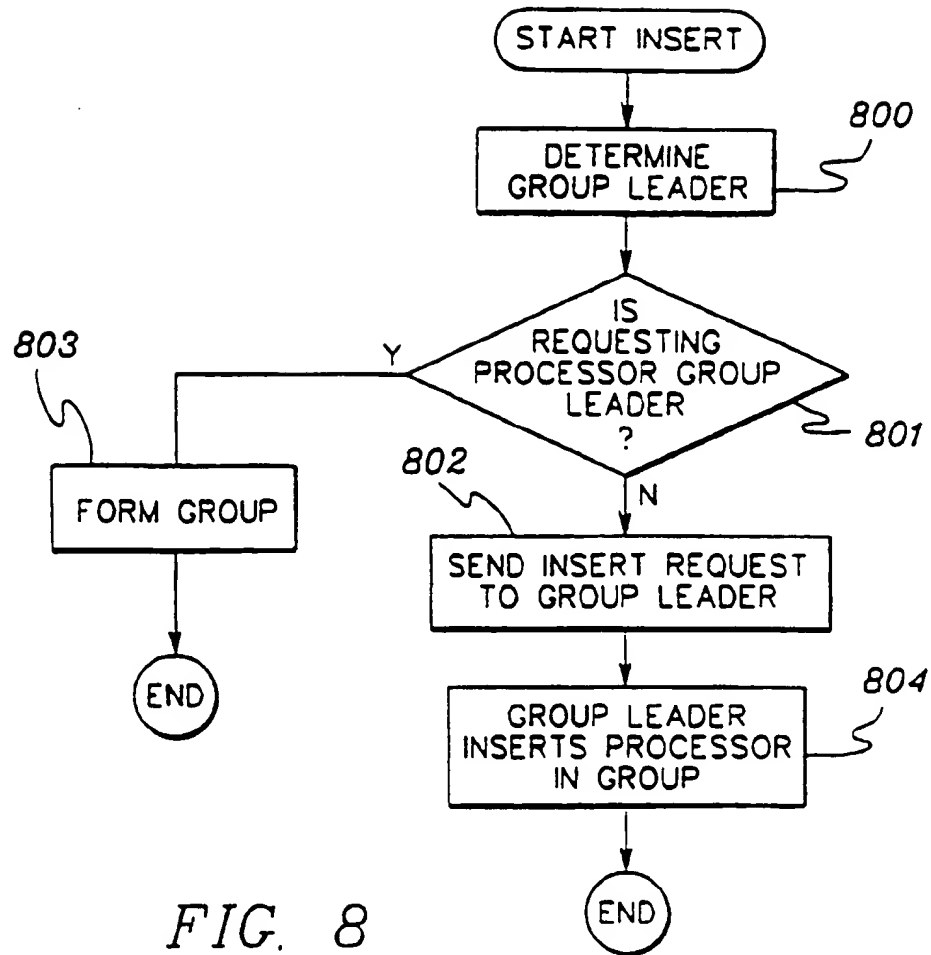 START INSERT
800
DETERMINE
GROUP LEADER
IS
REQUESTING
PROCESSOR GROUP
LEADER
?
801
Y
803
FORM GROUP
END
N
802
SEND INSERT REQUEST
TO GROUP LEADER
804
GROUP LEADER
INSERTS PROCESSOR
IN GROUP
END
FIG. 8